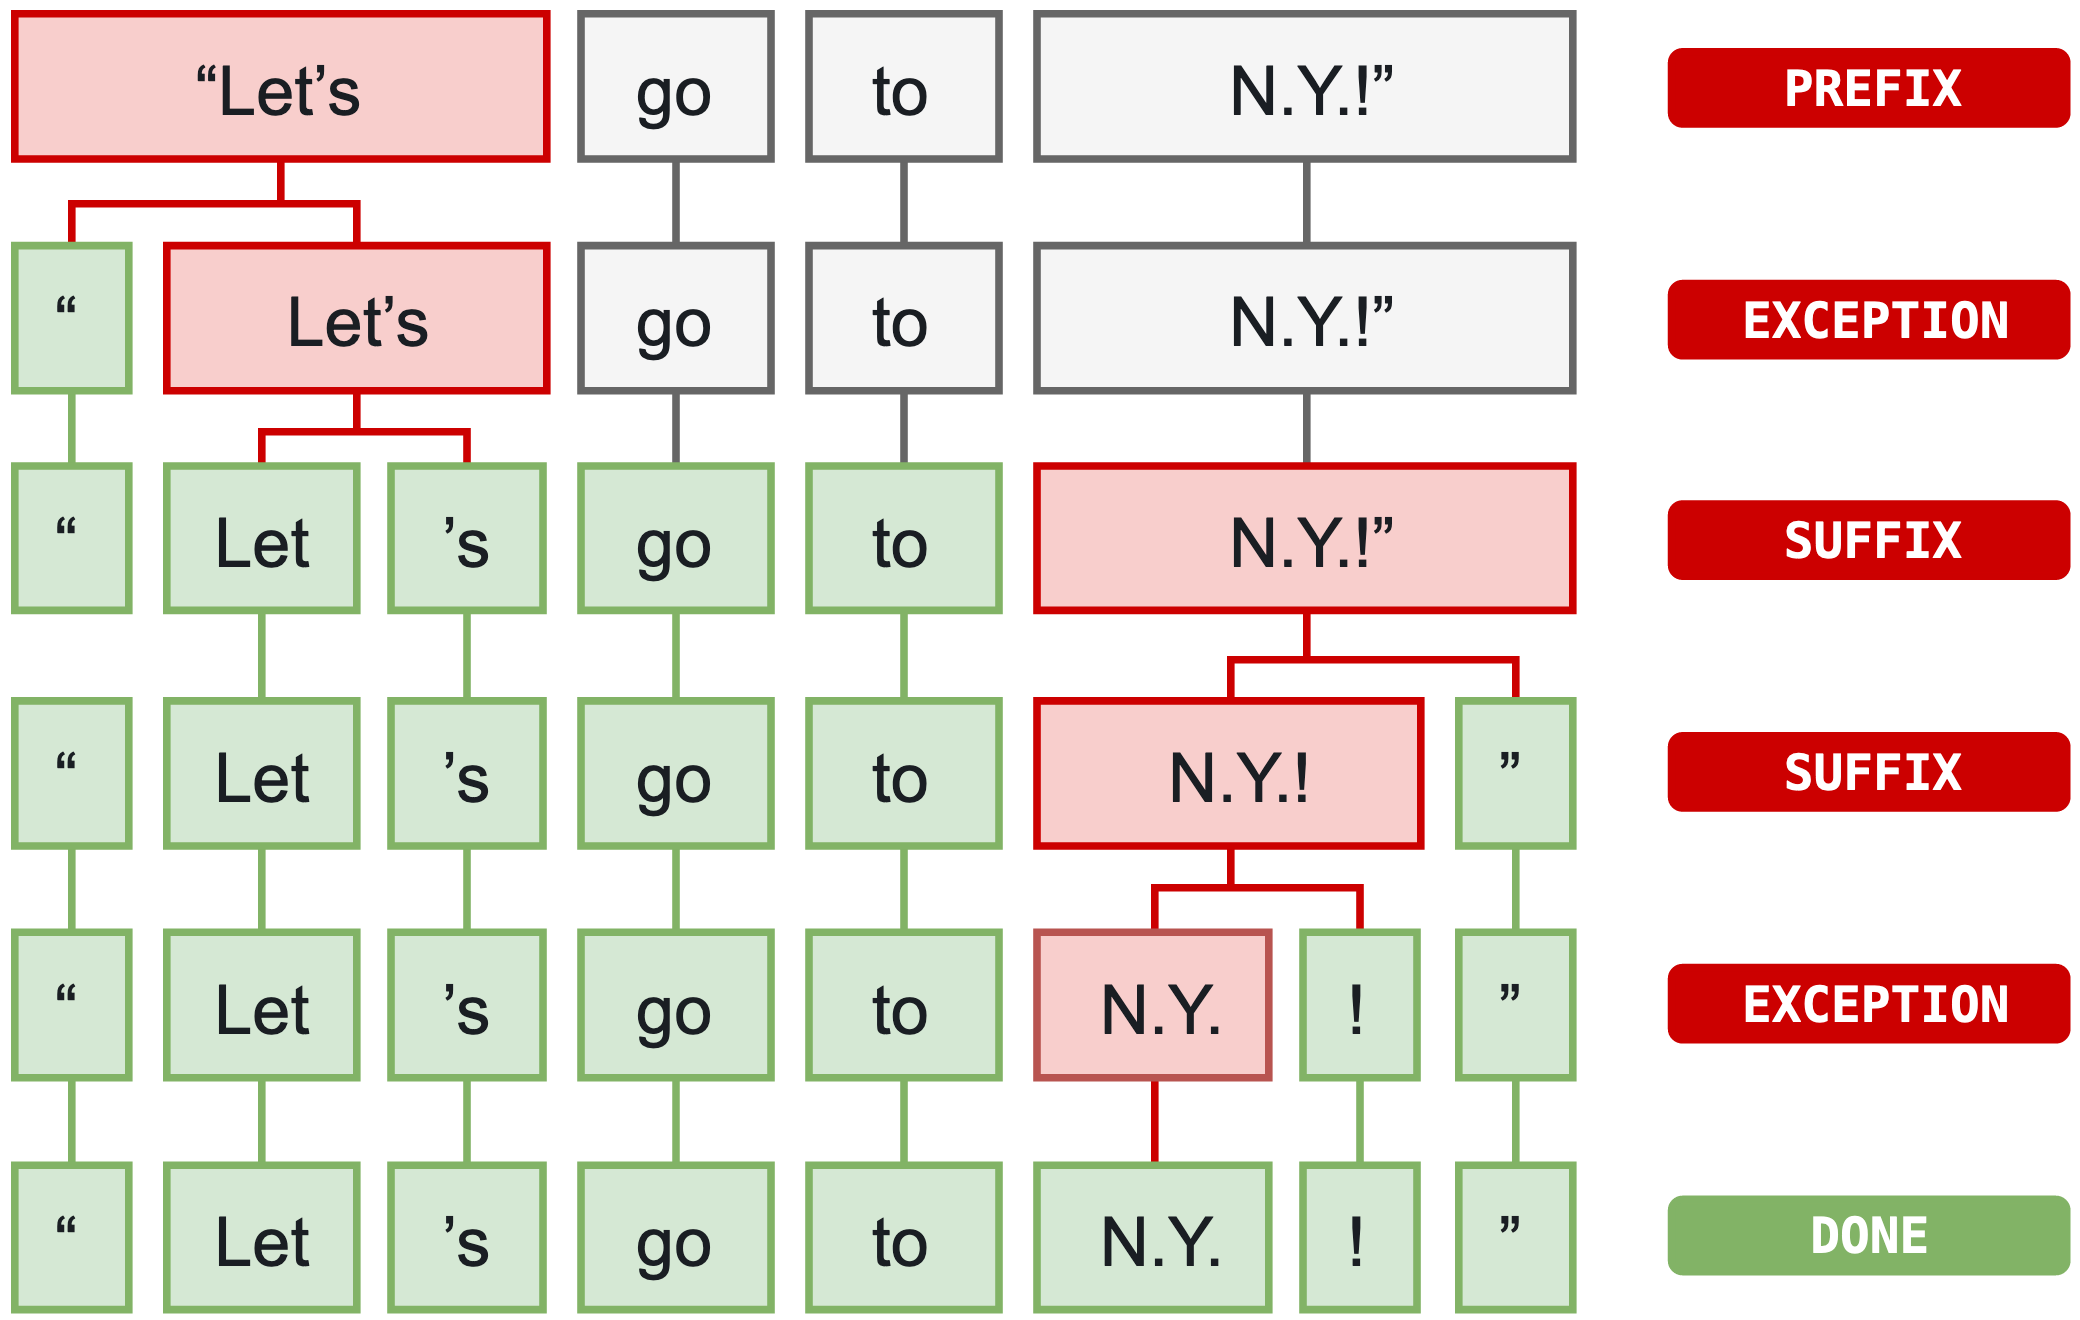 “Let’s go to N.Y.!” PREFIX
“ Let’s go to N.Y.!” EXCEPTION
“ Let ’s go to N.Y.!” SUFFIX
“ Let ’s go to N.Y.! ” SUFFIX
“ Let ’s go to N.Y. ! ” EXCEPTION
“ Let ’s go to N.Y. ! ” DONE